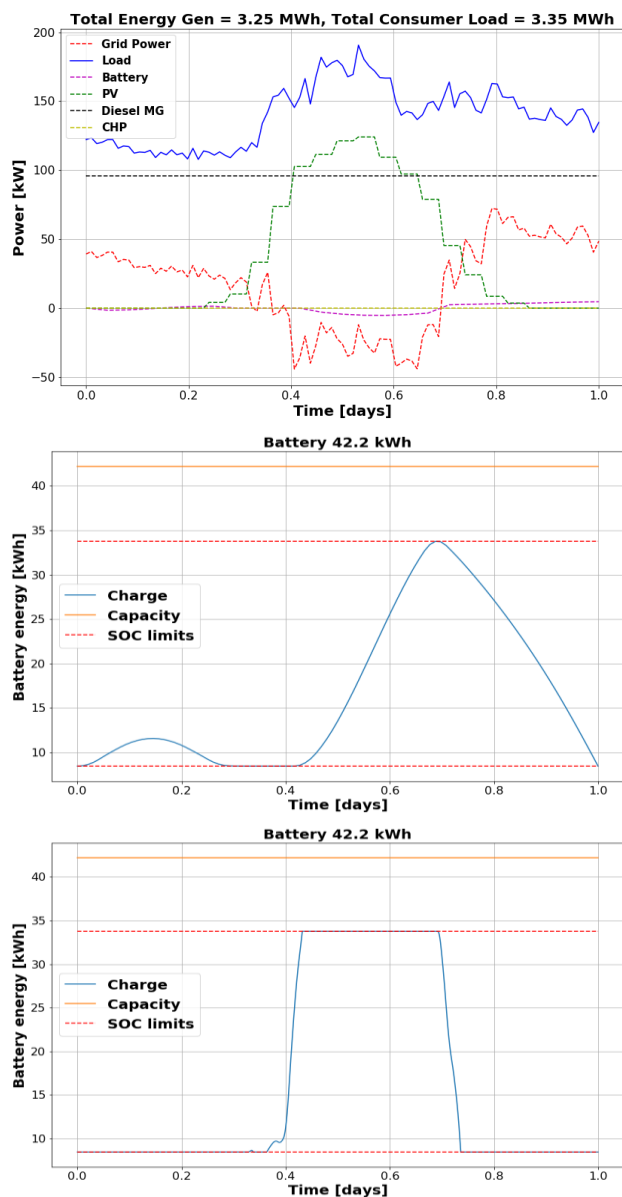 Total Energy Gen = 3.25 MWh, Total Consumer Load = 3.35 MWh
200
150
100
50
0
−50
Power [kW]
Grid Power
Load
Battery
PV
Diesel MG
CHP
0.0 0.2 0.4 0.6 0.8 1.0
Time [days]
Battery 42.2 kWh
40
35
30
25
20
15
10
Battery energy [kWh]
Charge
Capacity
SOC limits
0.0 0.2 0.4 0.6 0.8 1.0
Time [days]
Battery 42.2 kWh
40
35
30
25
20
15
10
Battery energy [kWh]
Charge
Capacity
SOC limits
0.0 0.2 0.4 0.6 0.8 1.0
Time [days]